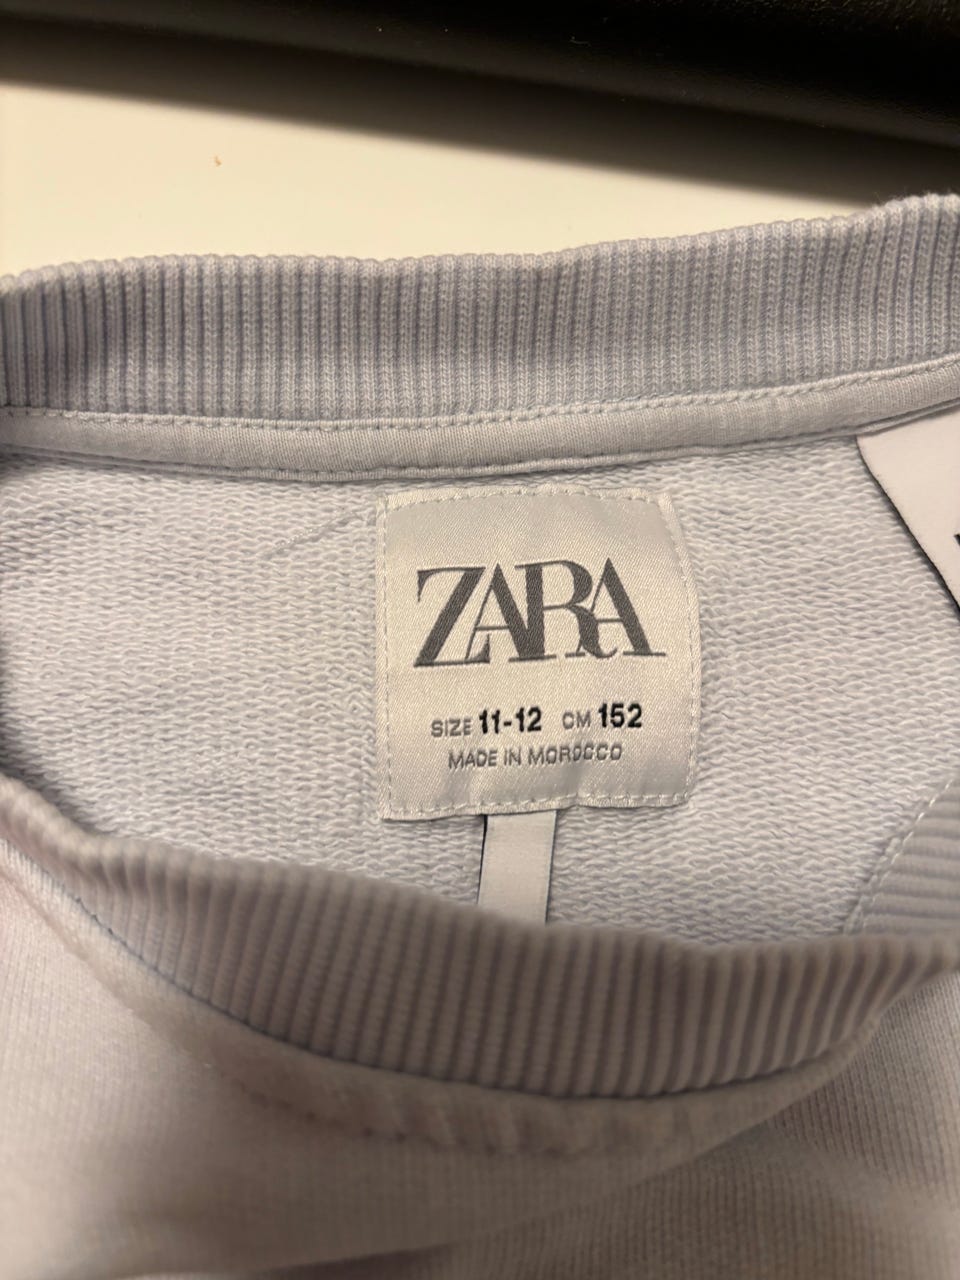 ZARA
SIZE 11-12 CM 152
MADE IN MOROCCO